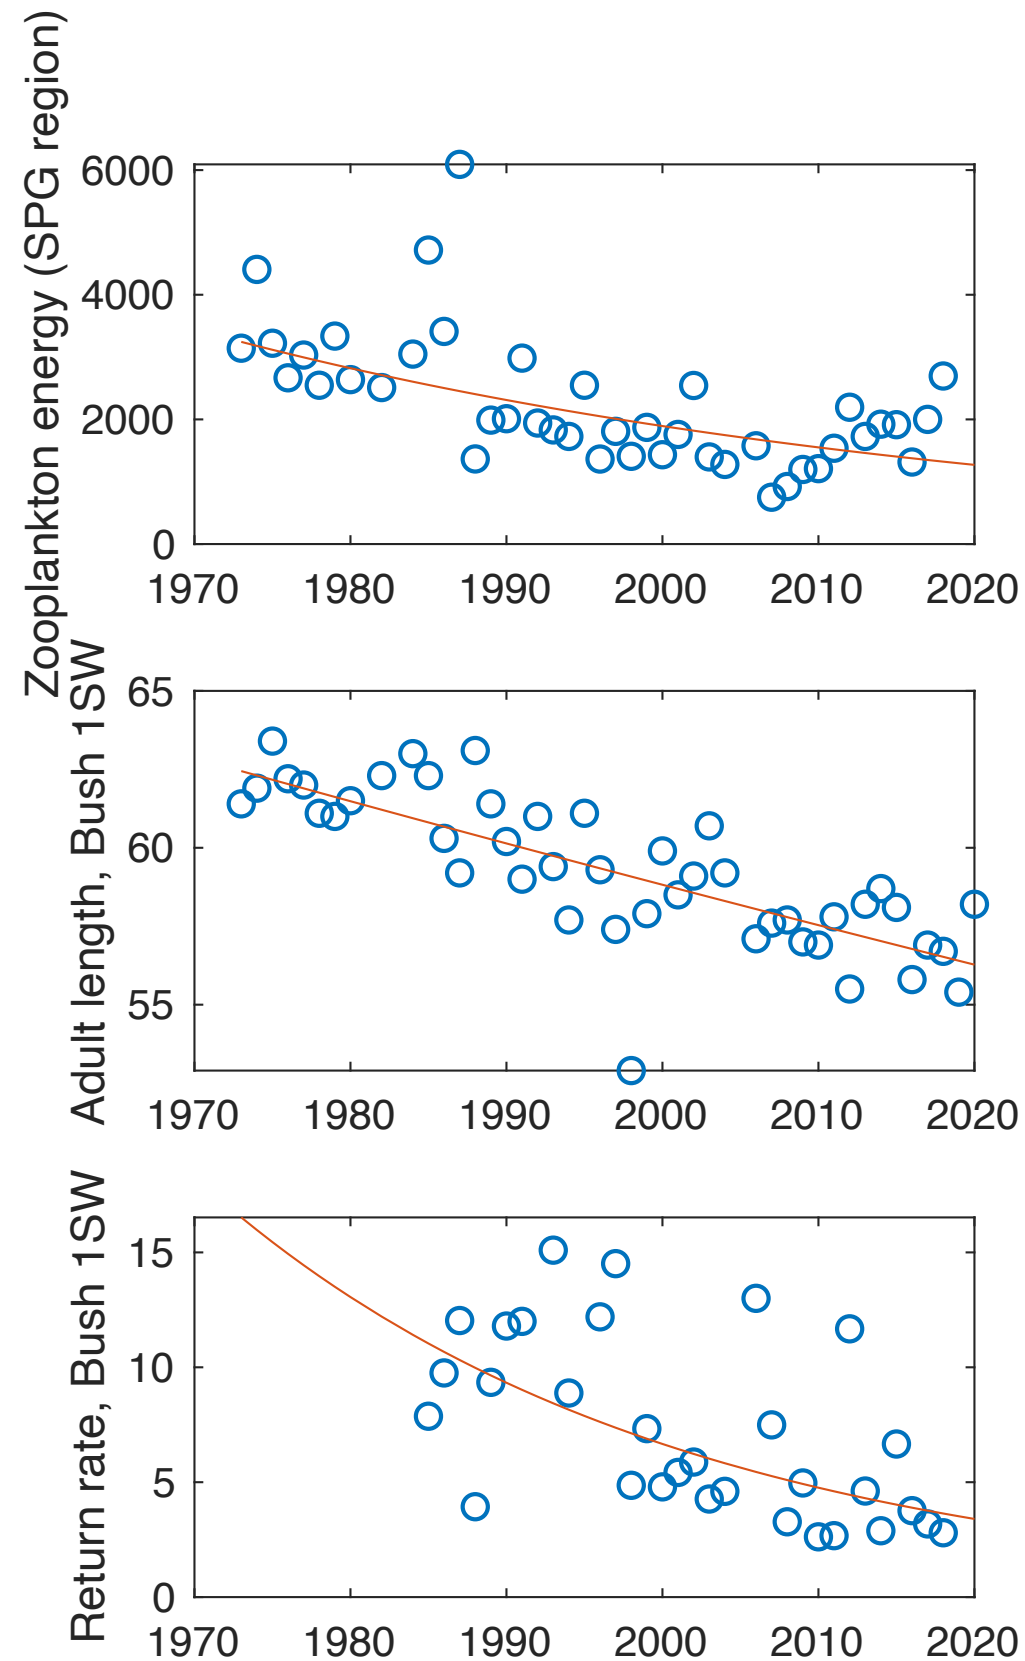 Zooplankton energy (SPG region)
6000
4000
2000
0
1970 1980 1990 2000 2010 2020
Adult length, Bush 1SW
65
60
55
1970 1980 1990 2000 2010 2020
Return rate, Bush 1SW
15
10
5
0
1970 1980 1990 2000 2010 2020